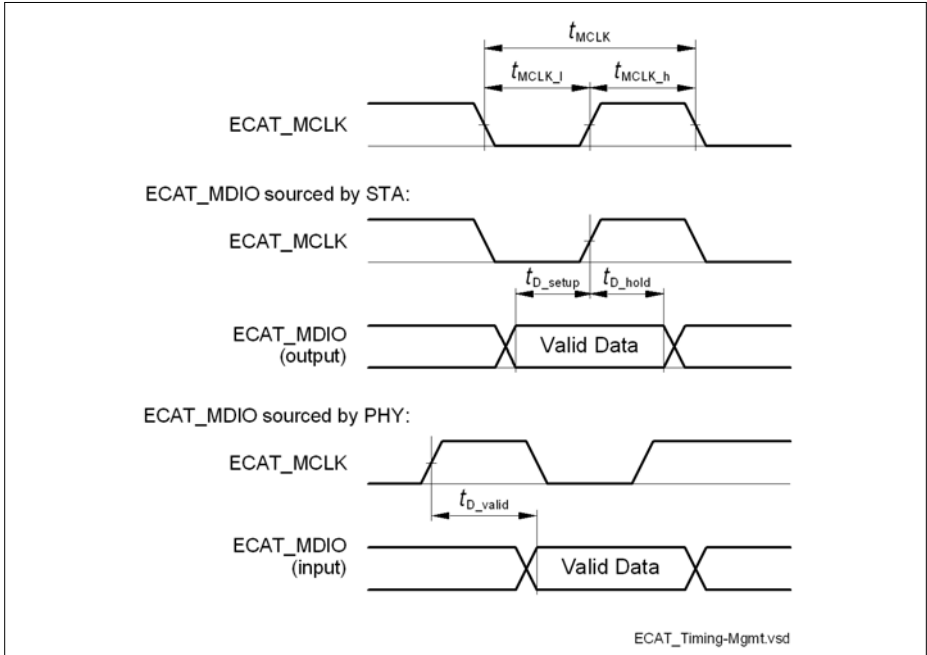 tMCLK
tMCLK_l tMCLK_h
ECAT_MCLK
ECAT_MDIO sourced by STA:
ECAT_MCLK
tD_setup tD_hold
ECAT_MDIO
(output)
Valid Data
ECAT_MDIO sourced by PHY:
ECAT_MCLK
tD_valid
ECAT_MDIO
(input)
Valid Data
ECAT_Timing-Mgmt.vsd